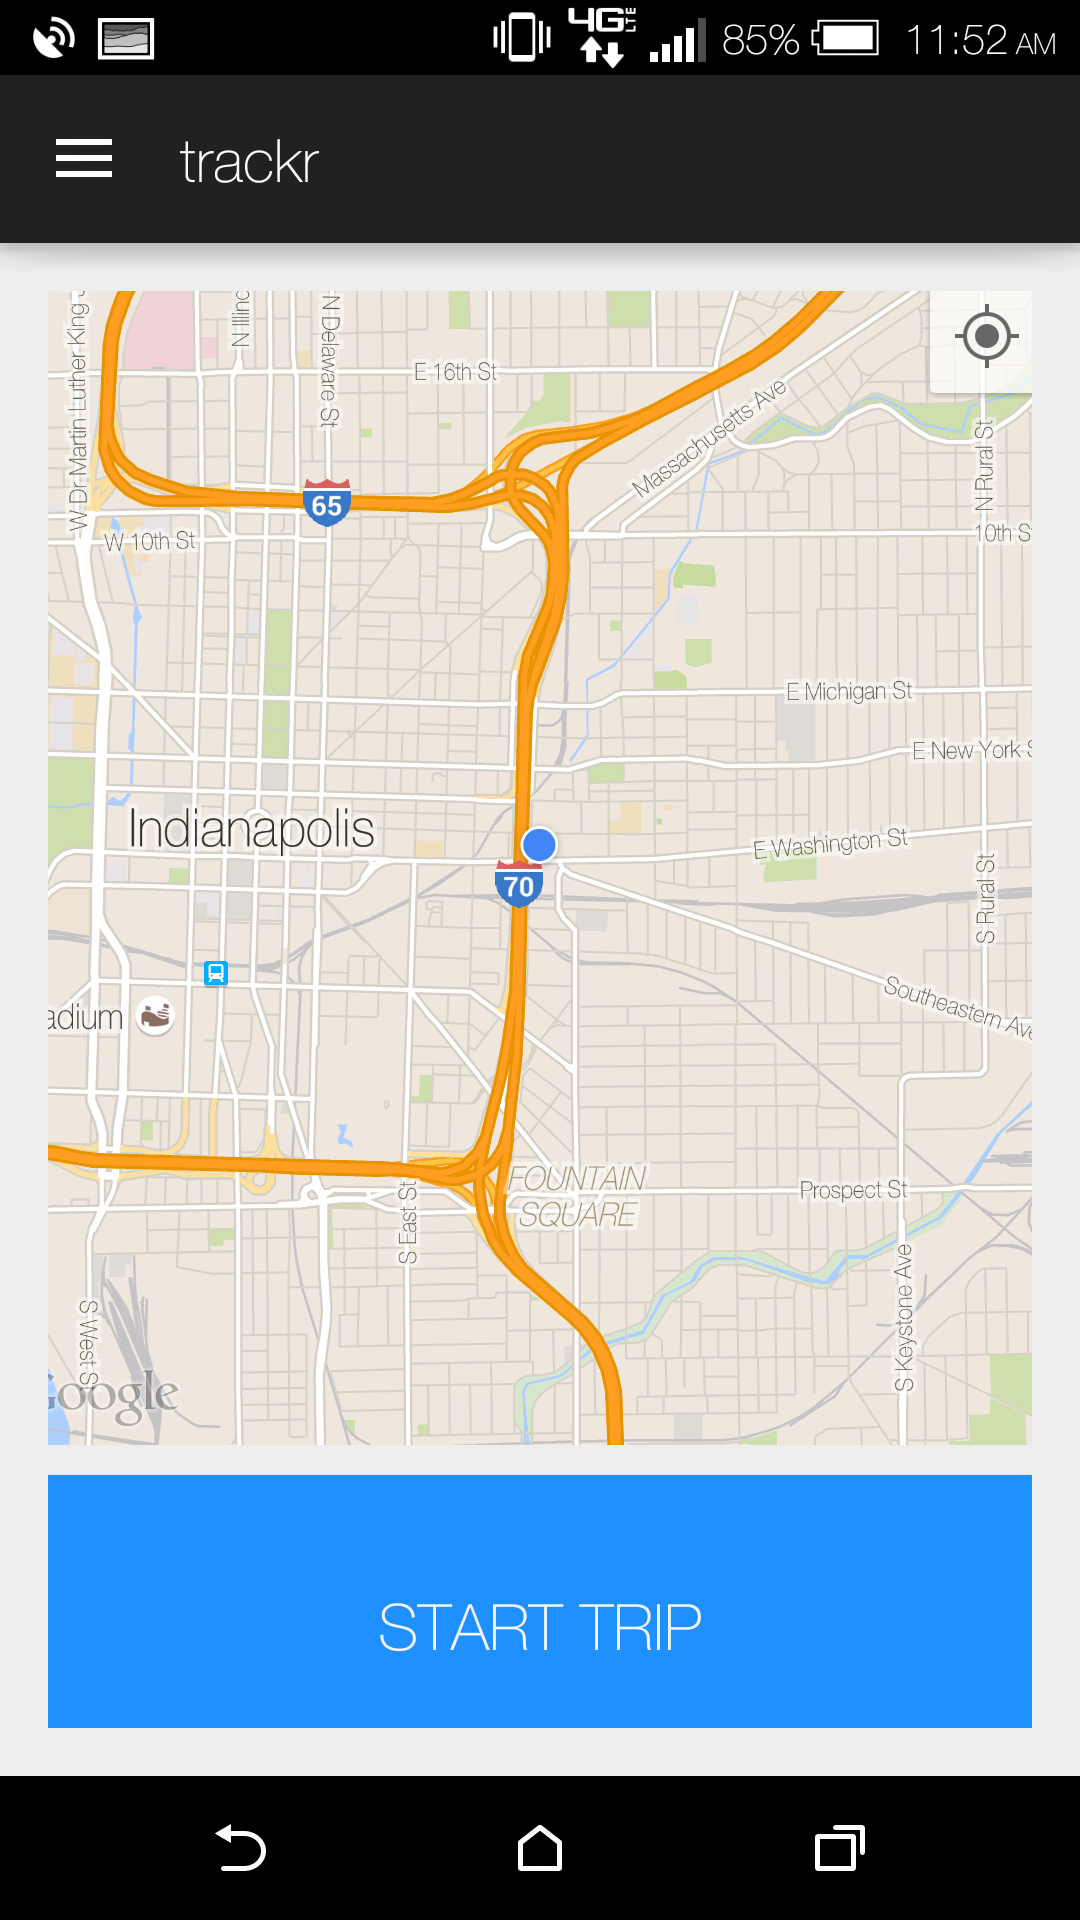 4G LTE 85% 11:52 AM
trackr
W Dr Martin Luther King
N Illino
N Delaware St
E 16th St
Massachusetts Ave
N Rural St
65
W 10th St
10th S
E Michigan St
E New York S
Indianapolis
E Washington St
70
S Rural St
adium
Southeastern Ave
FOUNTAIN
SQUARE
Prospect St
S East St
S Keystone Ave
S West S
Google
START TRIP